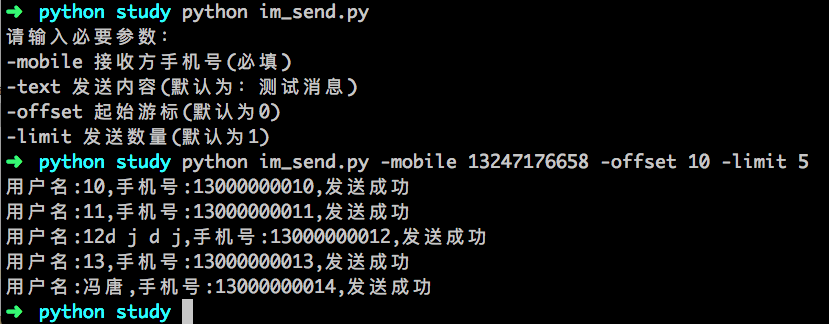 ➜ python study python im_send.py
请输入必要参数：
-mobile 接收方手机号(必填)
-text 发送内容(默认为：测试消息)
-offset 起始游标(默认为0)
-limit 发送数量(默认为1)
➜ python study python im_send.py -mobile 13247176658 -offset 10 -limit 5
用户名:10,手机号:13000000010,发送成功
用户名:11,手机号:13000000011,发送成功
用户名:12d j d j,手机号:13000000012,发送成功
用户名:13,手机号:13000000013,发送成功
用户名:冯唐,手机号:13000000014,发送成功
➜ python study